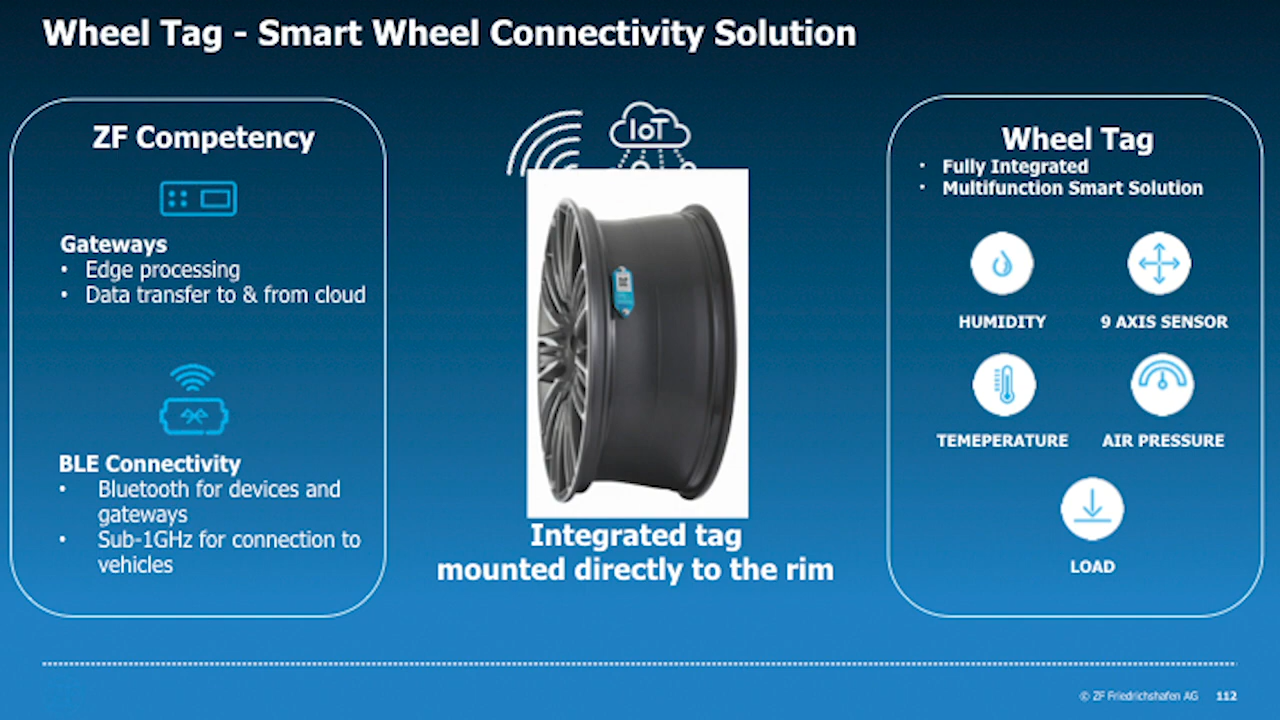 Wheel Tag - Smart Wheel Connectivity Solution
ZF Competency
Gateways
• Edge processing
• Data transfer to & from cloud
BLE Connectivity
• Bluetooth for devices and
gateways
• Sub-1GHz for connection to
vehicles
IoT
Integrated tag
mounted directly to the rim
Wheel Tag
• Fully Integrated
• Multifunction Smart Solution
HUMIDITY
9 AXIS SENSOR
TEMEPERATURE
AIR PRESSURE
LOAD
© ZF Friedrichshafen AG 112